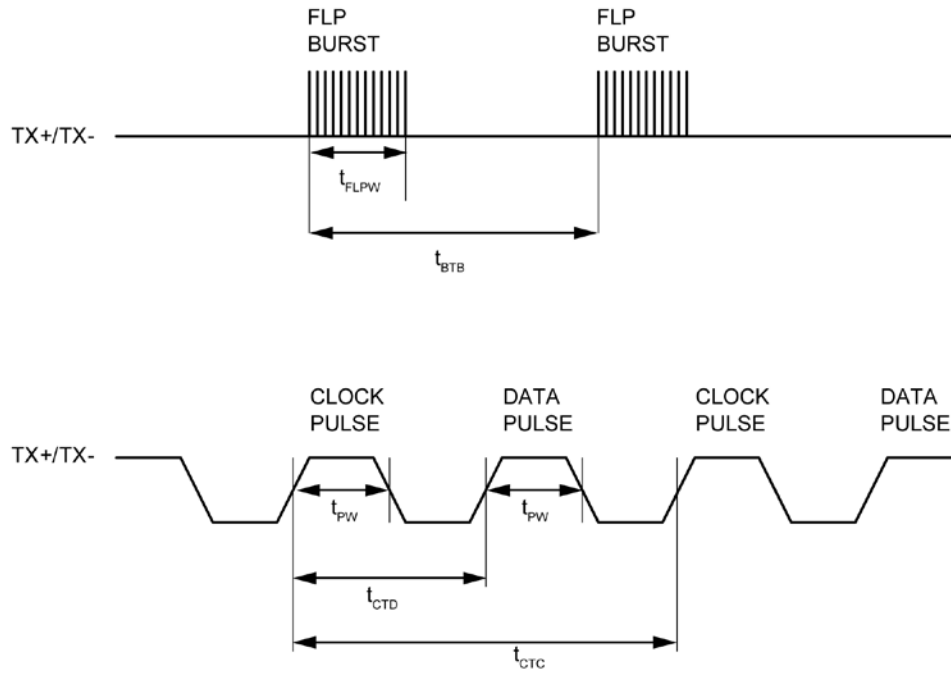 FLP
BURST
FLP
BURST
TX+/TX-
tFLPW
tBTB
CLOCK
PULSE
DATA
PULSE
CLOCK
PULSE
DATA
PULSE
TX+/TX-
tPW
tPW
tCTD
tCTC